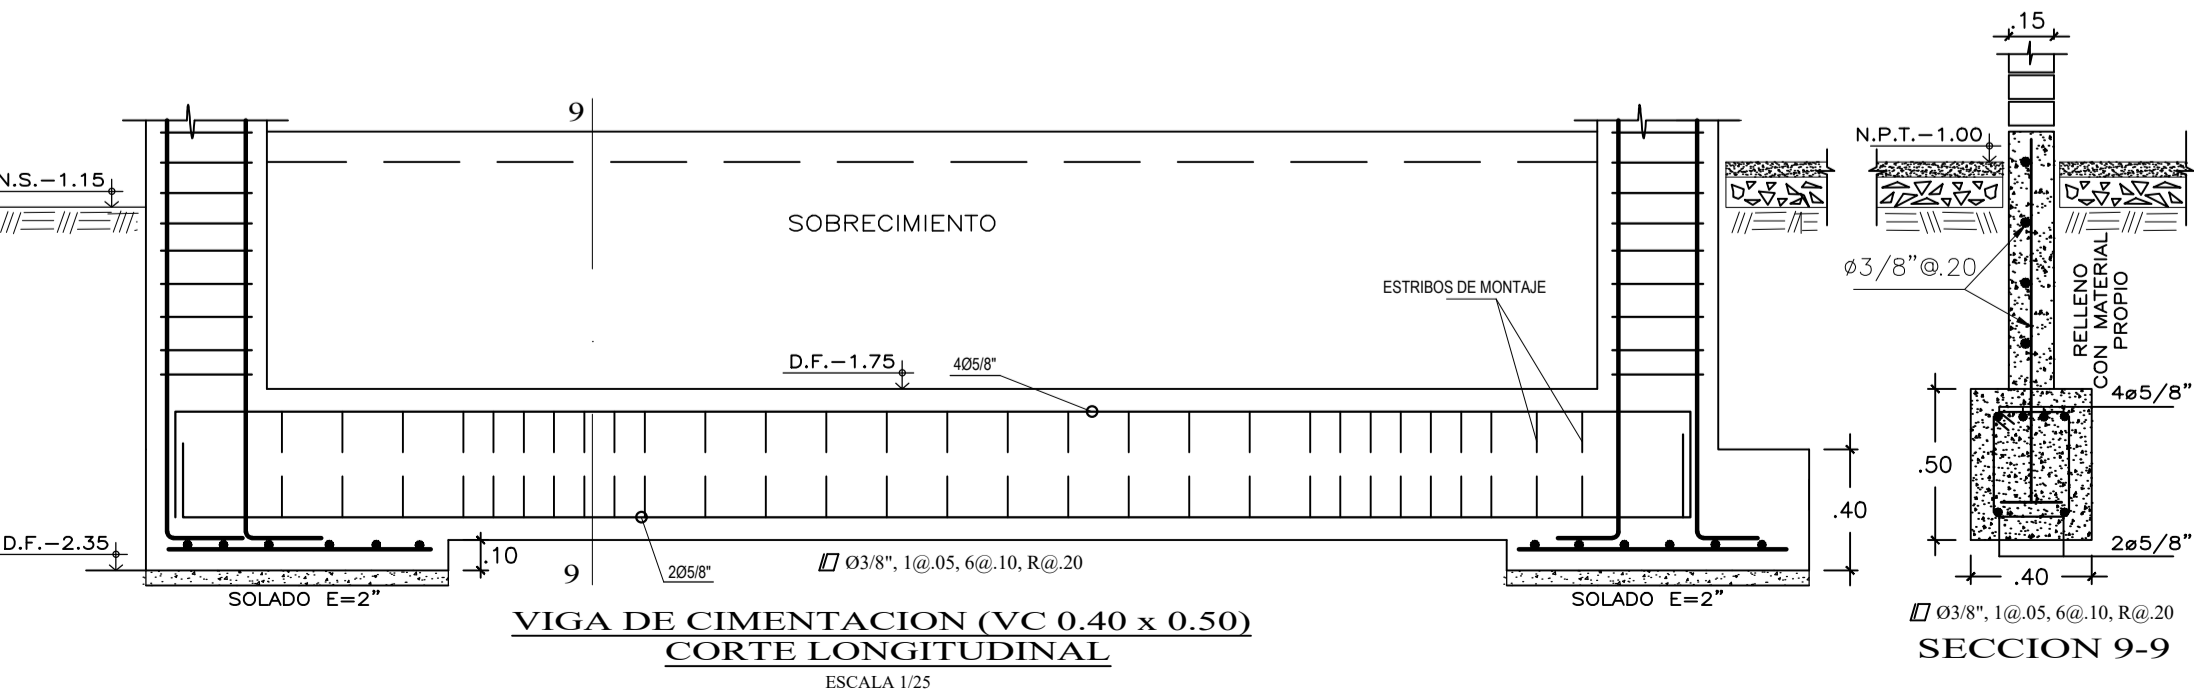 .15
9
N.P.T.-1.00
N.S.-1.15
SOBRECIMIENTO
ø3/8"@.20
RELLLENO
CON MATERIAL
PROPIO
ESTRIBOS DE MONTAJE
D.F.-1.75
4Ø5/8"
4ø5/8"
.50
.40
D.F.-2.35
.10
9
2Ø5/8"
Ø3/8", 1@.05, 6@.10, R@.20
2ø5/8"
.40
SOLADO E=2"
SOLADO E=2"
Ø3/8", 1@.05, 6@.10, R@.20
VIGA DE CIMENTACION (VC 0.40 x 0.50)
CORTE LONGITUDINAL
ESCALA 1/25
SECCION 9-9